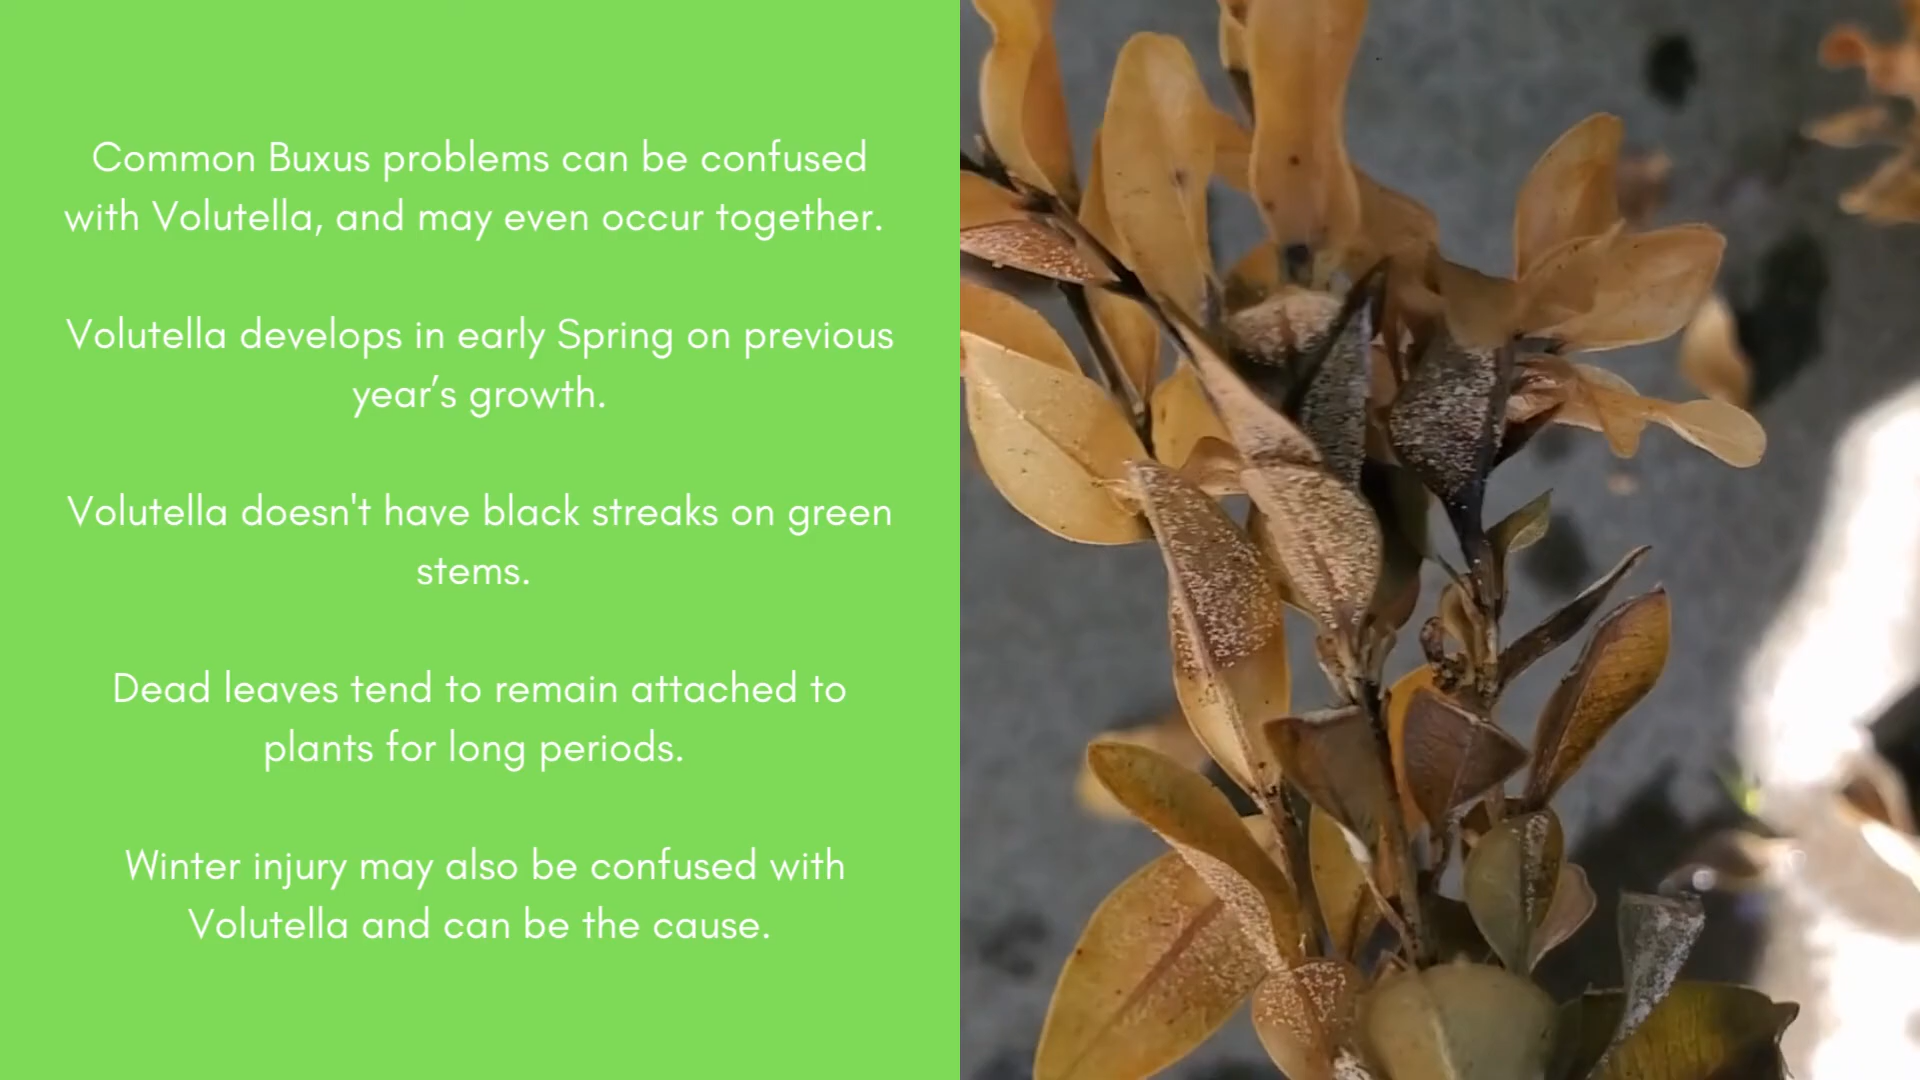 Common Buxus problems can be confused
with Volutella, and may even occur together.
Volutella develops in early Spring on previous
year’s growth.
Volutella doesn't have black streaks on green
stems.
Dead leaves tend to remain attached to
plants for long periods.
Winter injury may also be confused with
Volutella and can be the cause.